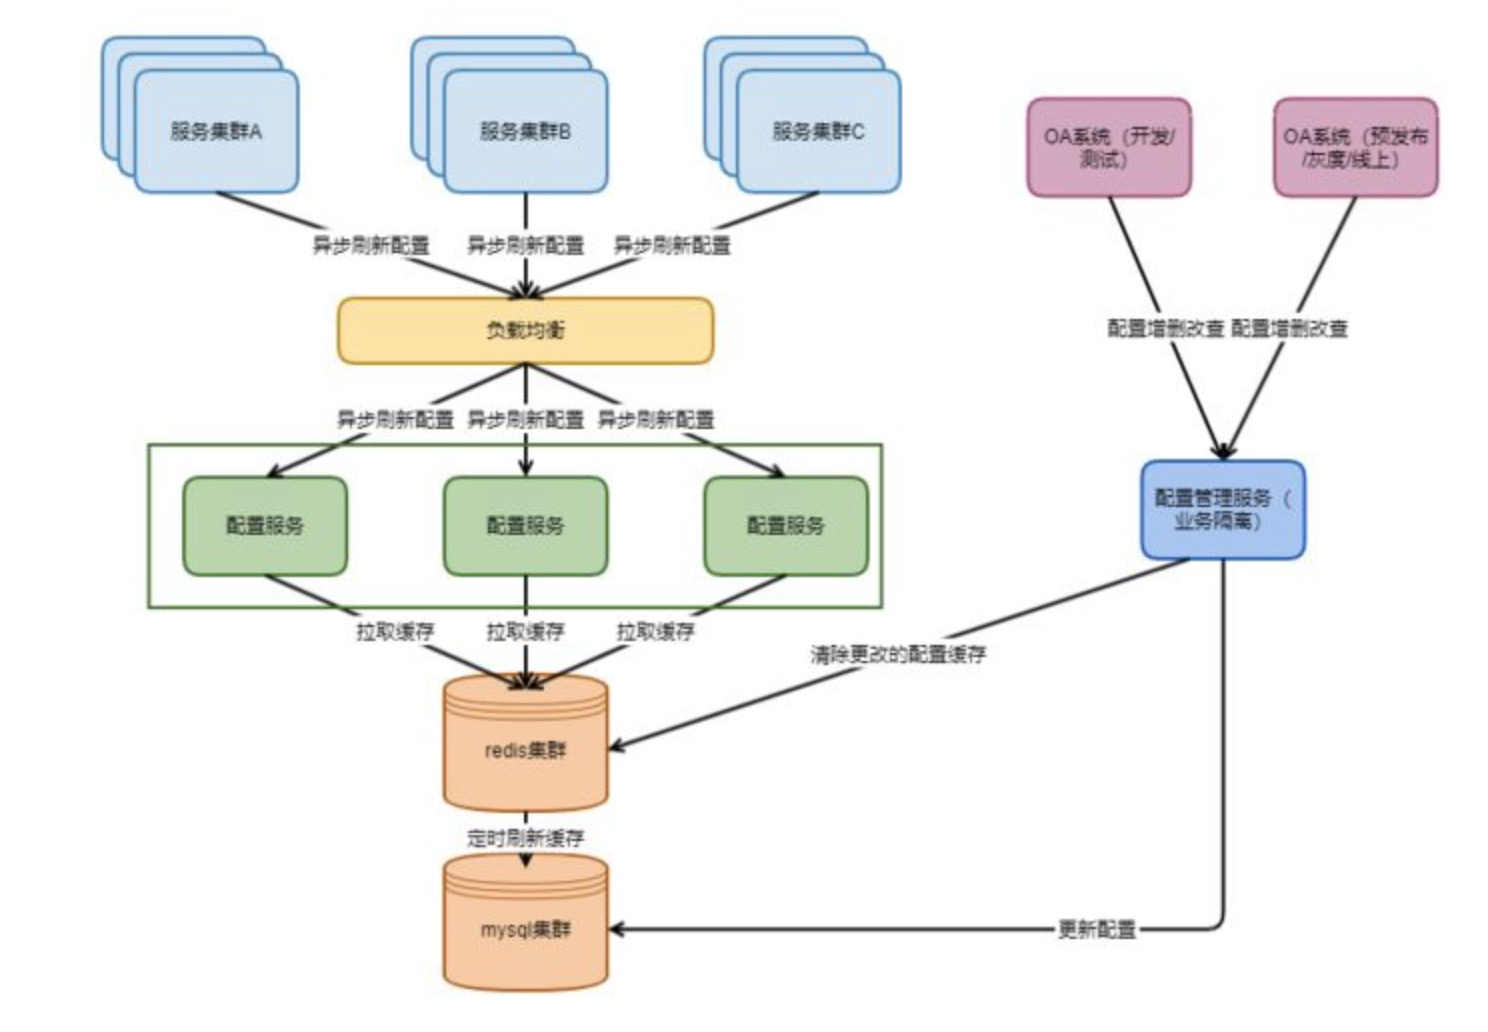 服务集群A
服务集群B
服务集群C
OA系统（开发/
测试）
OA系统（预发布
/灰度/线上）
异步刷新配置
异步刷新配置
异步刷新配置
负载均衡
配置增删改查
配置增删改查
异步刷新配置
异步刷新配置
异步刷新配置
配置服务
配置服务
配置服务
配置管理服务（
业务隔离）
拉取缓存
拉取缓存
拉取缓存
清除更改的配置缓存
redis集群
定时刷新缓存
mysql集群
更新配置